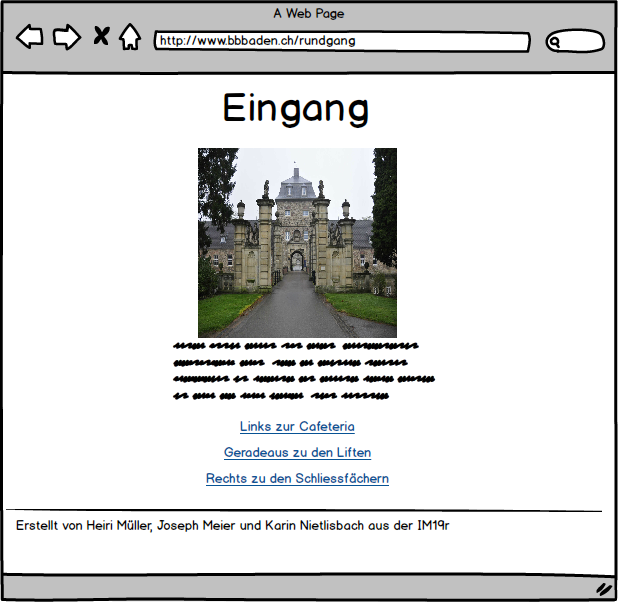 A Web Page
http://www.bbbaden.ch/rundgang
Eingang
Links zur Cafeteria
Geradeaus zu den Liften
Rechts zu den Schliessfächern
Erstellt von Heiri Müller, Joseph Meier und Karin Nietlisbach aus der IM19r